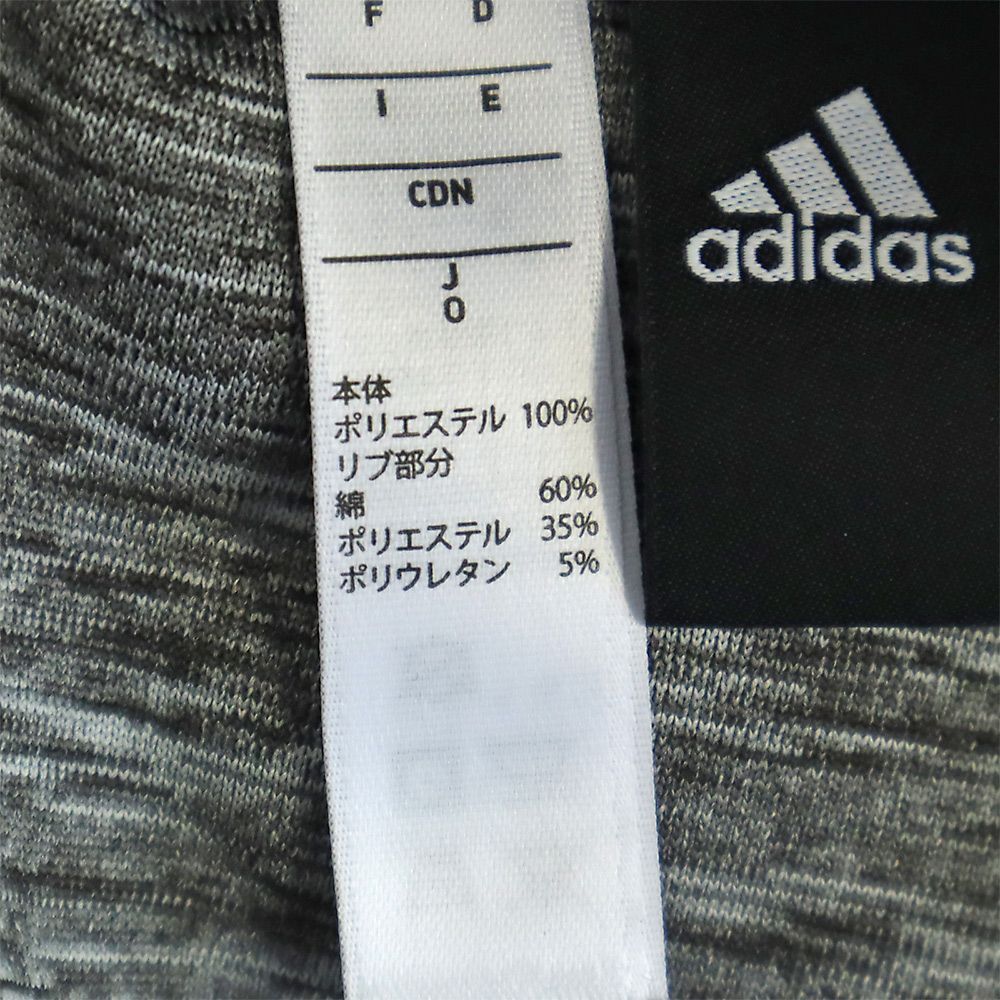 F D
I E
CDN
J
O
本体
ポリエステル 100%
リブ部分
綿 60%
ポリエステル 35%
ポリウレタン 5%
adidas